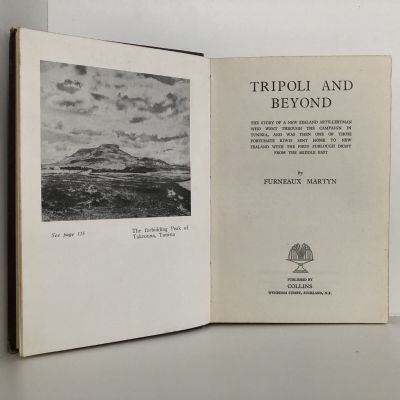 See page 135
The forbidding Peak of
Takrouna, Tunisia
TRIPOLI AND
BEYOND
THE STORY OF A NEW ZEALAND ARTILLERYMAN
WHO WENT THROUGH THE CAMPAIGN IN
TUNISIA, AND WAS THEN ONE OF THOSE
FORTUNATE KIWIS SENT HOME TO NEW
ZEALAND WITH THE FIRST FURLOUGH DRAFT
FROM THE MIDDLE EAST
by
FURNEAUX MARTYN
PUBLISHED BY
COLLINS
WYNDHAM STREET, AUCKLAND, N.Z.